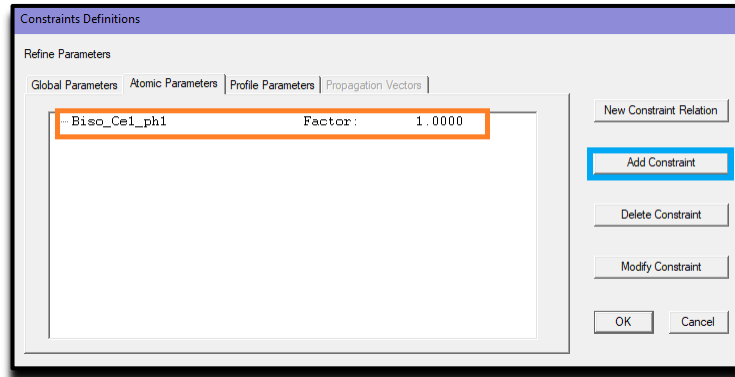 Constraints Definitions
Refine Parameters
Global Parameters Atomic Parameters Profile Parameters Propagation Vectors
Biso_Ce1_ph1 Factor: 1.0000
New Constraint Relation
Add Constraint
Delete Constraint
Modify Constraint
OK Cancel